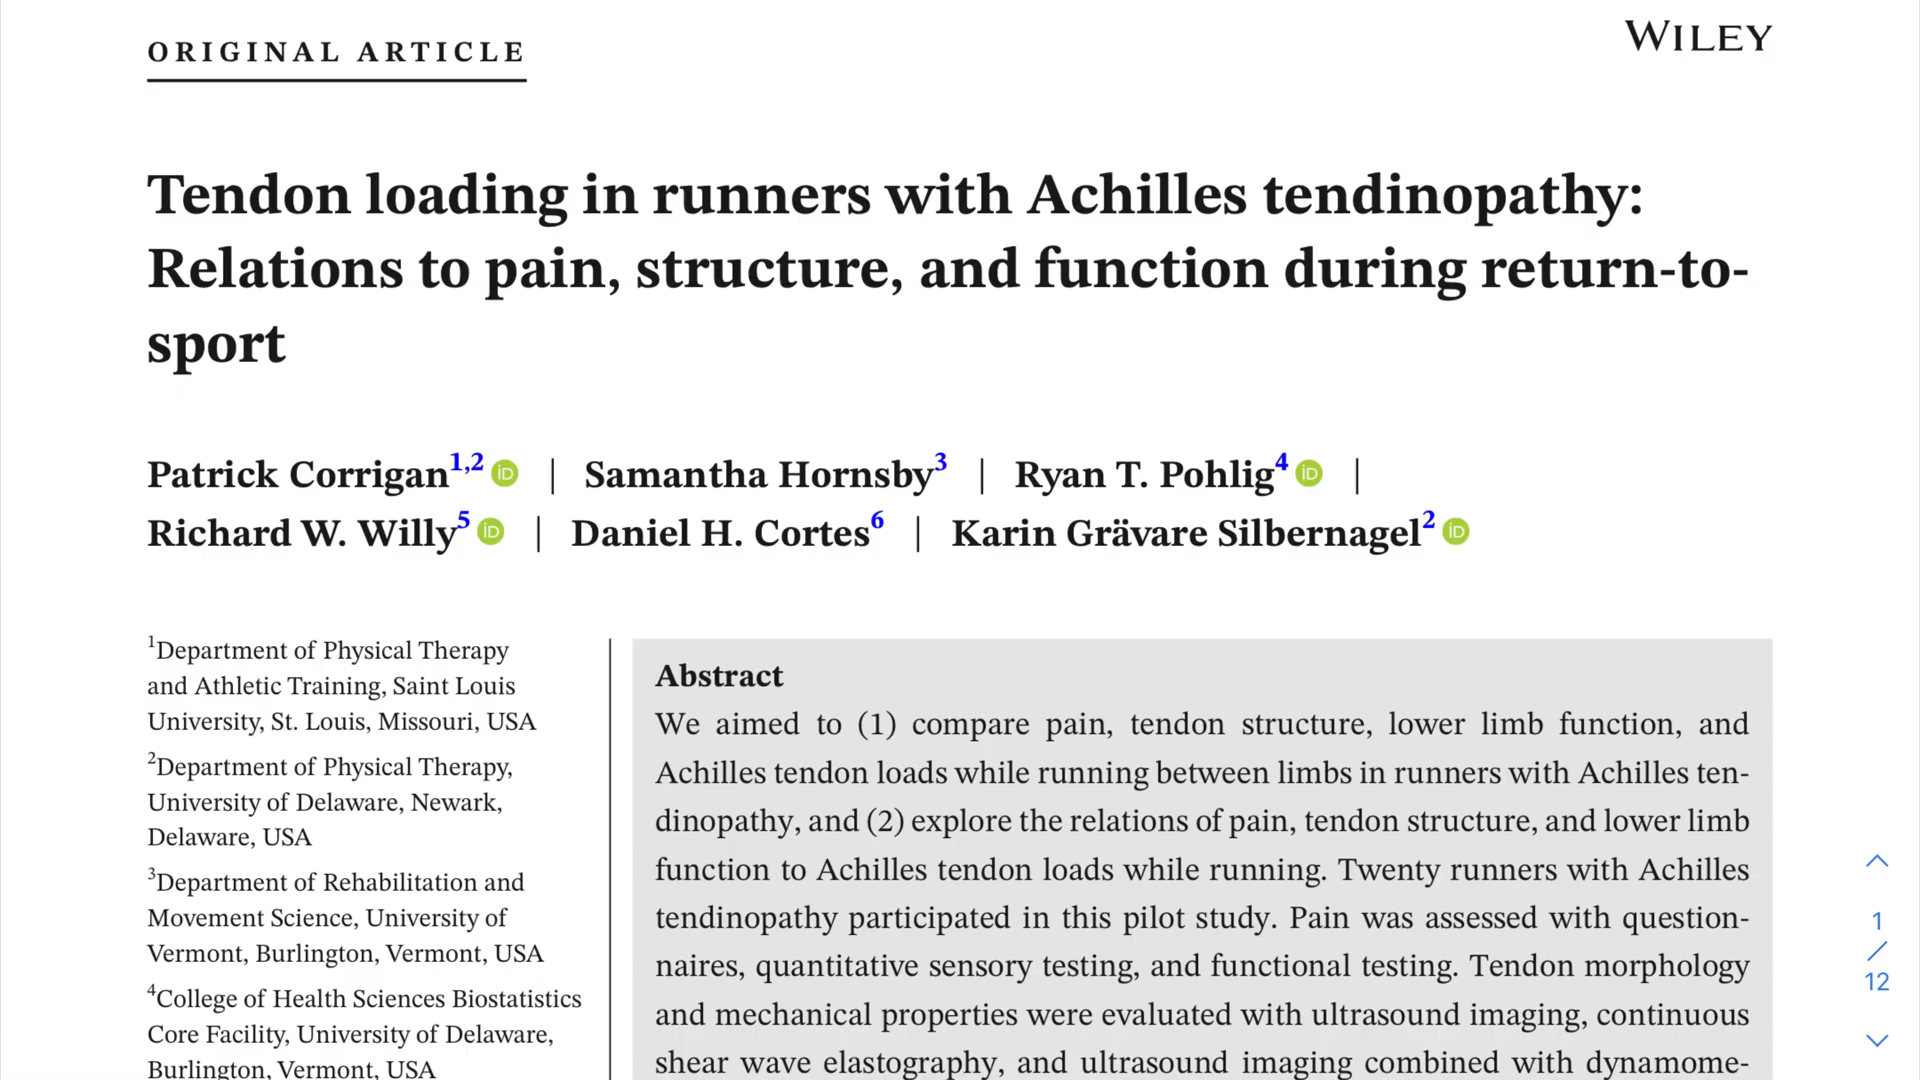 ORIGINAL ARTICLE
WILEY
Tendon loading in runners with Achilles tendinopathy:
Relations to pain, structure, and function during return-to-
sport
Patrick Corrigan1,2 iD | Samantha Hornsby3 | Ryan T. Pohlig4 iD |
Richard W. Willy5 iD | Daniel H. Cortes6 | Karin Grävare Silbernagel2 iD
1Department of Physical Therapy
and Athletic Training, Saint Louis
University, St. Louis, Missouri, USA
2Department of Physical Therapy,
University of Delaware, Newark,
Delaware, USA
3Department of Rehabilitation and
Movement Science, University of
Vermont, Burlington, Vermont, USA
4College of Health Sciences Biostatistics
Core Facility, University of Delaware,
Burlington, Vermont, USA
Abstract
We aimed to (1) compare pain, tendon structure, lower limb function, and
Achilles tendon loads while running between limbs in runners with Achilles ten-
dinopathy, and (2) explore the relations of pain, tendon structure, and lower limb
function to Achilles tendon loads while running. Twenty runners with Achilles
tendinopathy participated in this pilot study. Pain was assessed with question-
naires, quantitative sensory testing, and functional testing. Tendon morphology
and mechanical properties were evaluated with ultrasound imaging, continuous
shear wave elastography, and ultrasound imaging combined with dynamome-
1
/
12